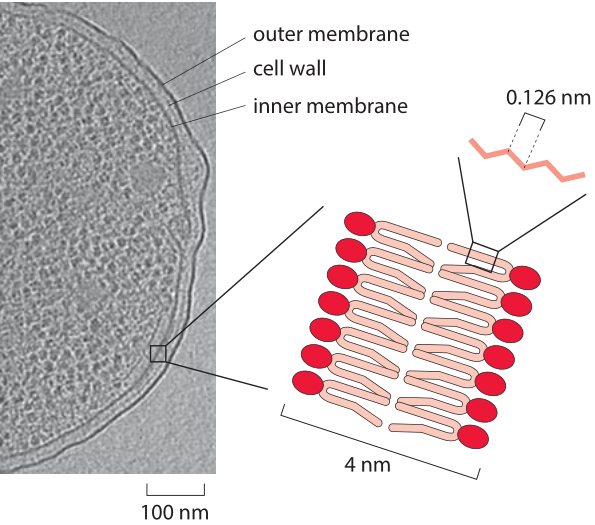 outer membrane
cell wall
inner membrane
0.126 nm
4 nm
100 nm